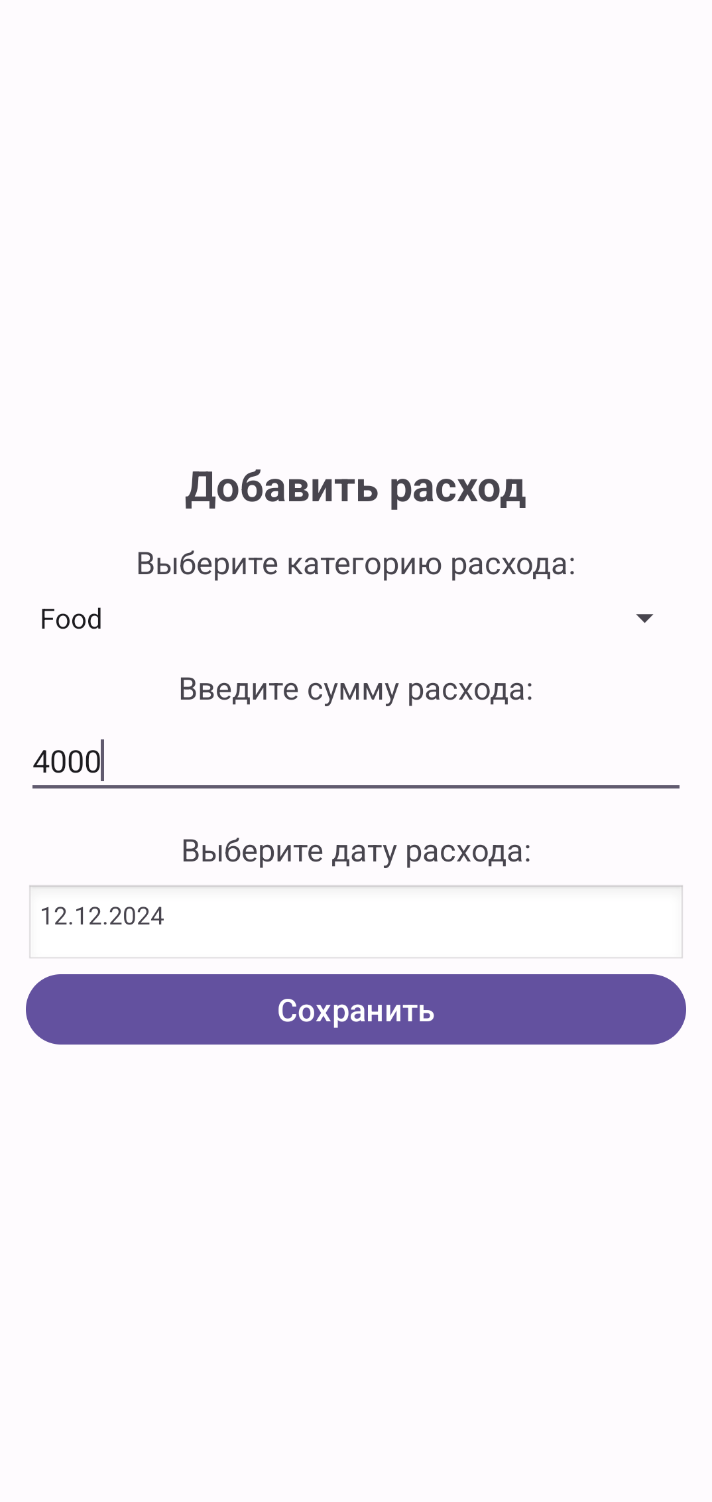 Добавить расход
Выберите категорию расхода:
Food
Введите сумму расхода:
4000
Выберите дату расхода:
12.12.2024
Сохранить